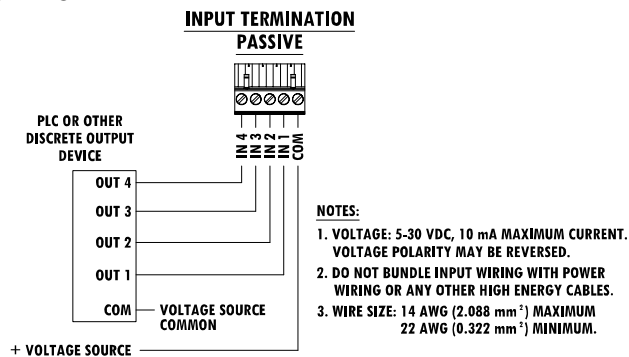 INPUT TERMINATION
PASSIVE
IN 4
IN 3
IN 2
IN 1
COM
PLC OR OTHER
DISCRETE OUTPUT
DEVICE
OUT 4
OUT 3
OUT 2
OUT 1
COM
VOLTAGE SOURCE
COMMON
+ VOLTAGE SOURCE
NOTES:
1. VOLTAGE: 5-30 VDC, 10 mA MAXIMUM CURRENT.
VOLTAGE POLARITY MAY BE REVERSED.
2. DO NOT BUNDLE INPUT WIRING WITH POWER
WIRING OR ANY OTHER HIGH ENERGY CABLES.
3. WIRE SIZE: 14 AWG (2.088 mm²) MAXIMUM
22 AWG (0.322 mm²) MINIMUM.